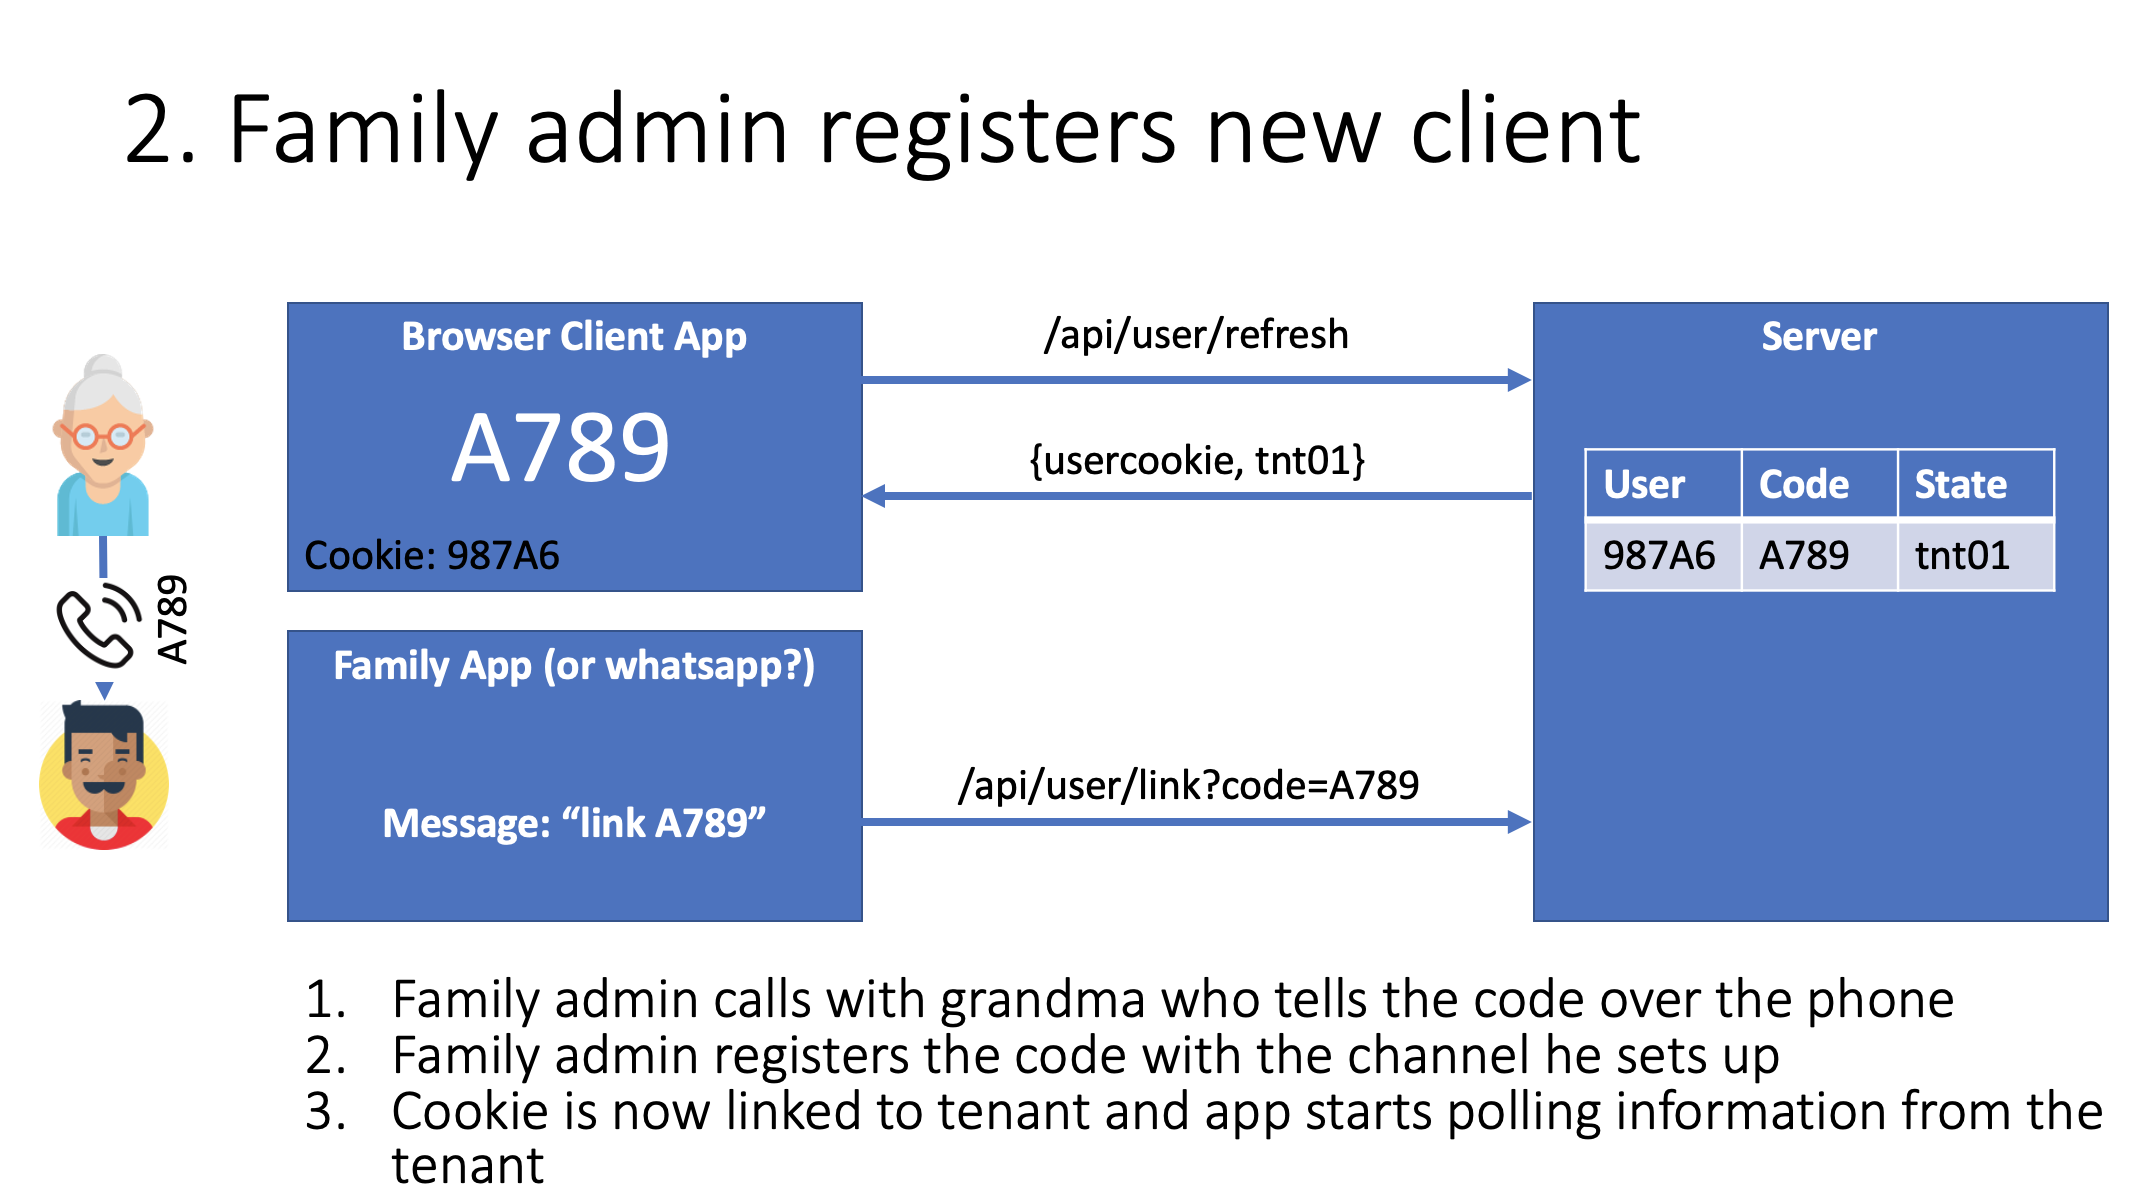 2. Family admin registers new client
Browser Client App
A789
Cookie: 987A6
/api/user/refresh
{usercookie, tnt01}
Server
User Code State
987A6 A789 tnt01
A789
Family App (or whatsapp?)
Message: “link A789”
/api/user/link?code=A789
1. Family admin calls with grandma who tells the code over the phone
2. Family admin registers the code with the channel he sets up
3. Cookie is now linked to tenant and app starts polling information from the
tenant